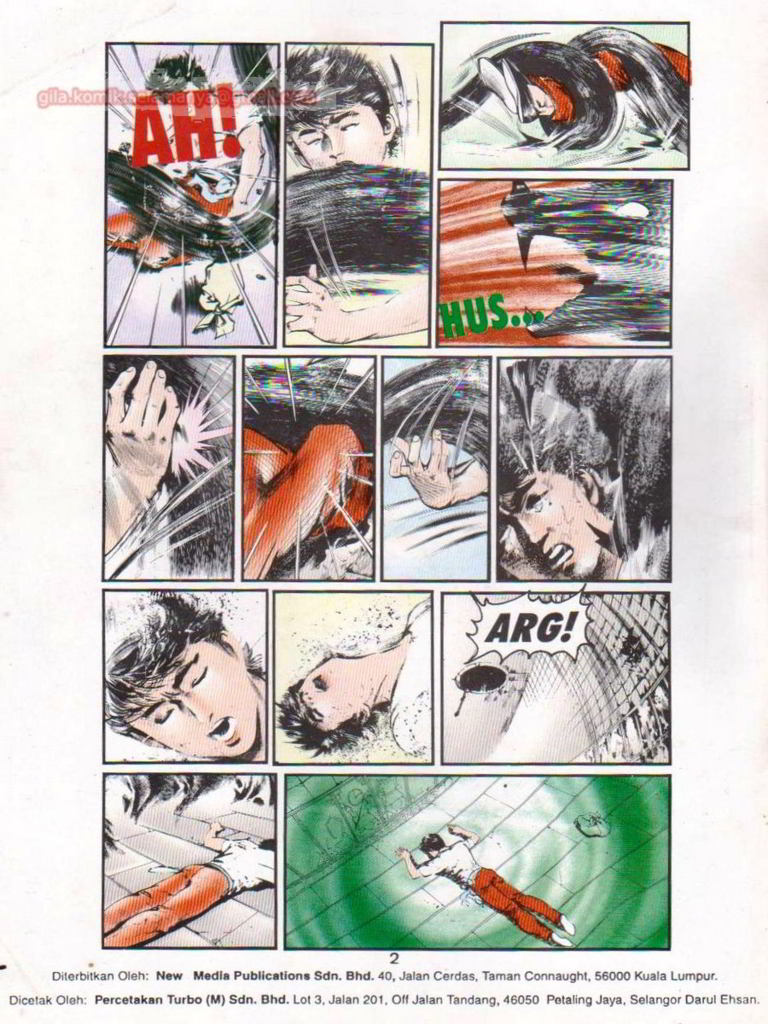 AH!
HUS...
ARG!
2
Diterbitkan Oleh: New Media Publications Sdn. Bhd. 40, Jalan Cerdas, Taman Connaught, 56000 Kuala Lumpur.
Dicetak Oleh: Percetakan Turbo (M) Sdn. Bhd. Lot 3, Jalan 201, Off Jalan Tandang, 46050 Petaling Jaya, Selangor Darul Ehsan.